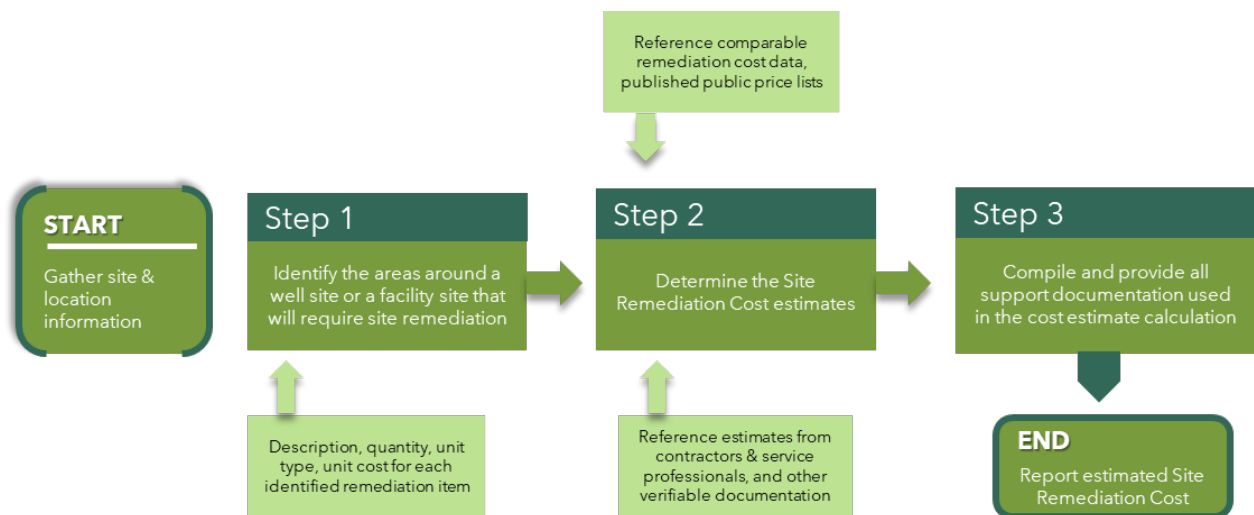 START
Gather site &
location
information
Step 1
Identify the areas around a
well site or a facility site that
will require site remediation
Description, quantity, unit
type, unit cost for each
identified remediation item
Reference comparable
remediation cost data,
published public price lists
Step 2
Determine the Site
Remediation Cost estimates
Reference estimates from
contractors & service
professionals, and other
verifiable documentation
Step 3
Compile and provide all
support documentation used
in the cost estimate calculation
END
Report estimated Site
Remediation Cost